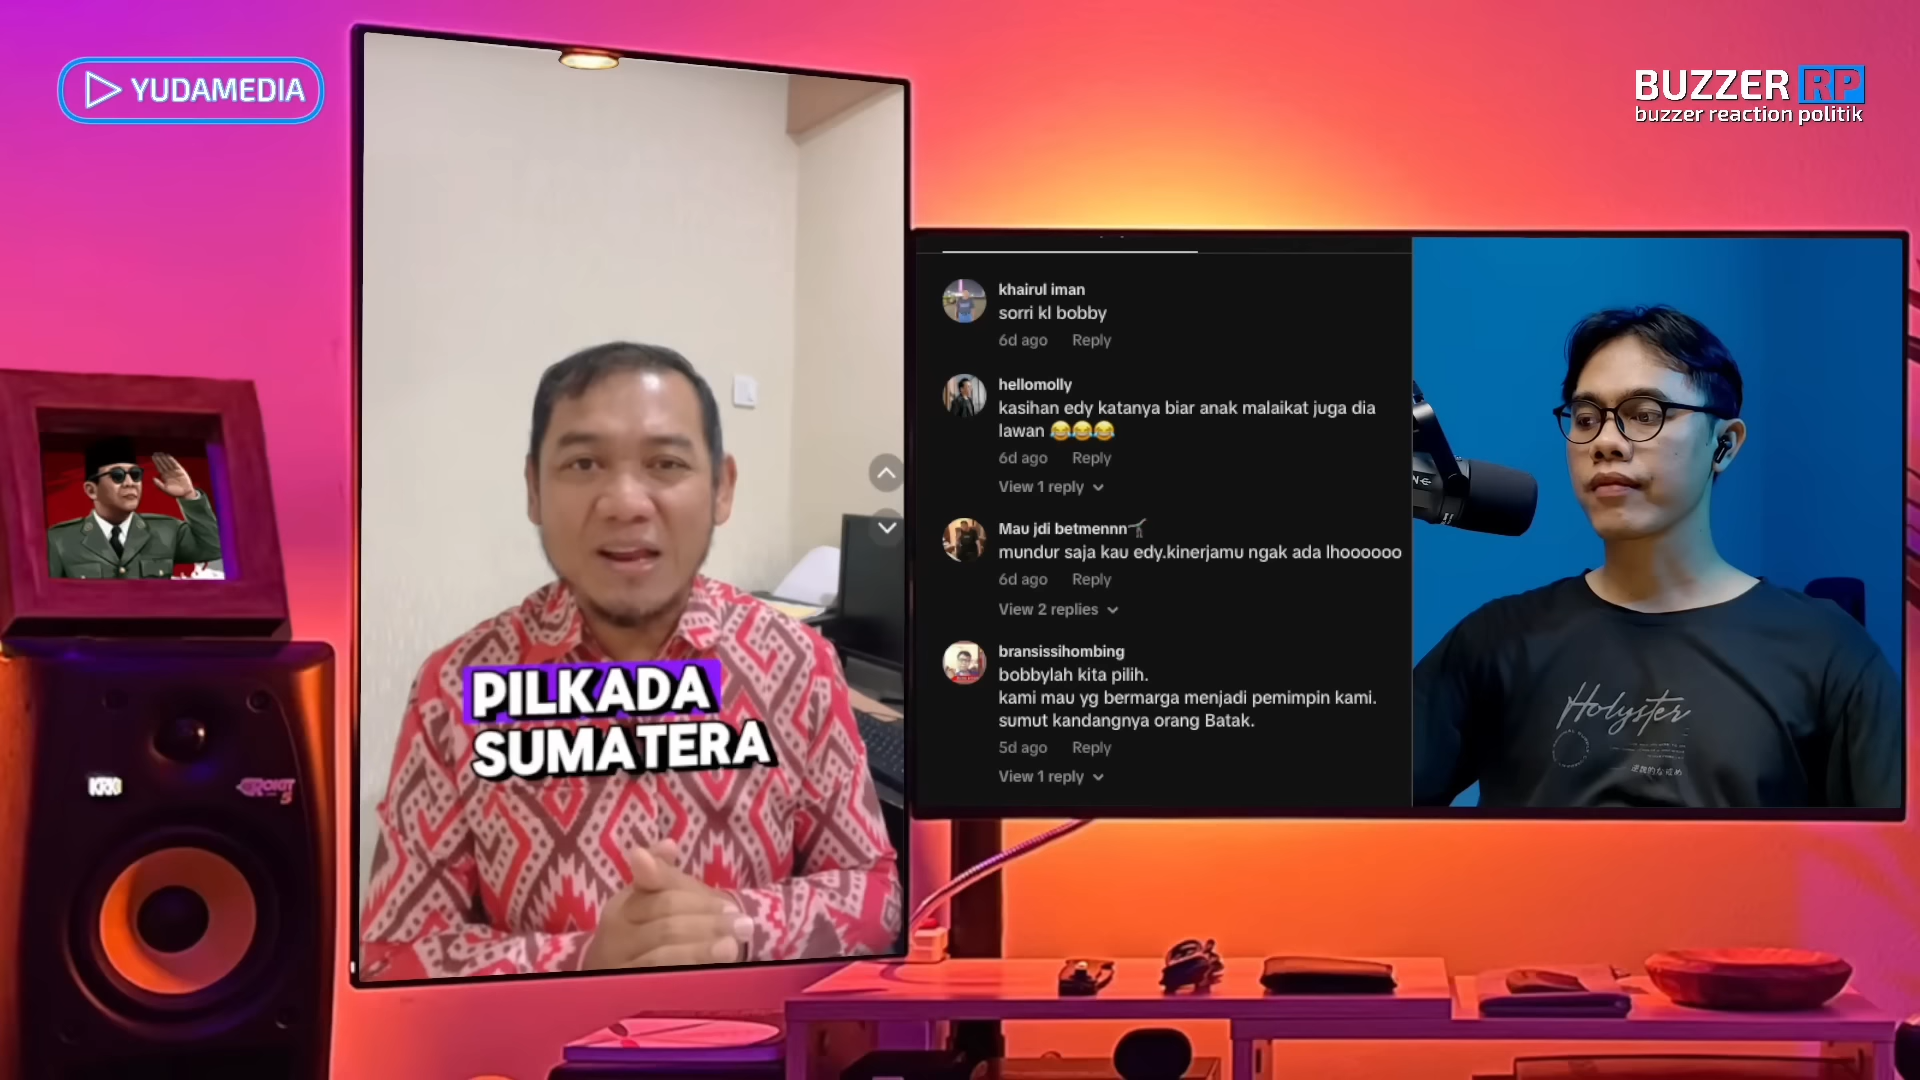 YUDAMEDIA
BUZZER RP
buzzer reaction politik
PILKADA
SUMATERA
khairul iman
sorri kl bobby
6d ago Reply
hellomolly
kasihan edy katanya biar anak malaikat juga dia
lawan 😂😂😂
6d ago Reply
View 1 reply
Mau jdi betmennn
mundur saja kau edy.kinerjamu ngak ada lhoooooo
6d ago Reply
View 2 replies
bransissihombing
bobbylah kita pilih.
kami mau yg bermarga menjadi pemimpin kami.
sumut kandangnya orang Batak.
5d ago Reply
View 1 reply
Holyster
KRK
ROKIT 5